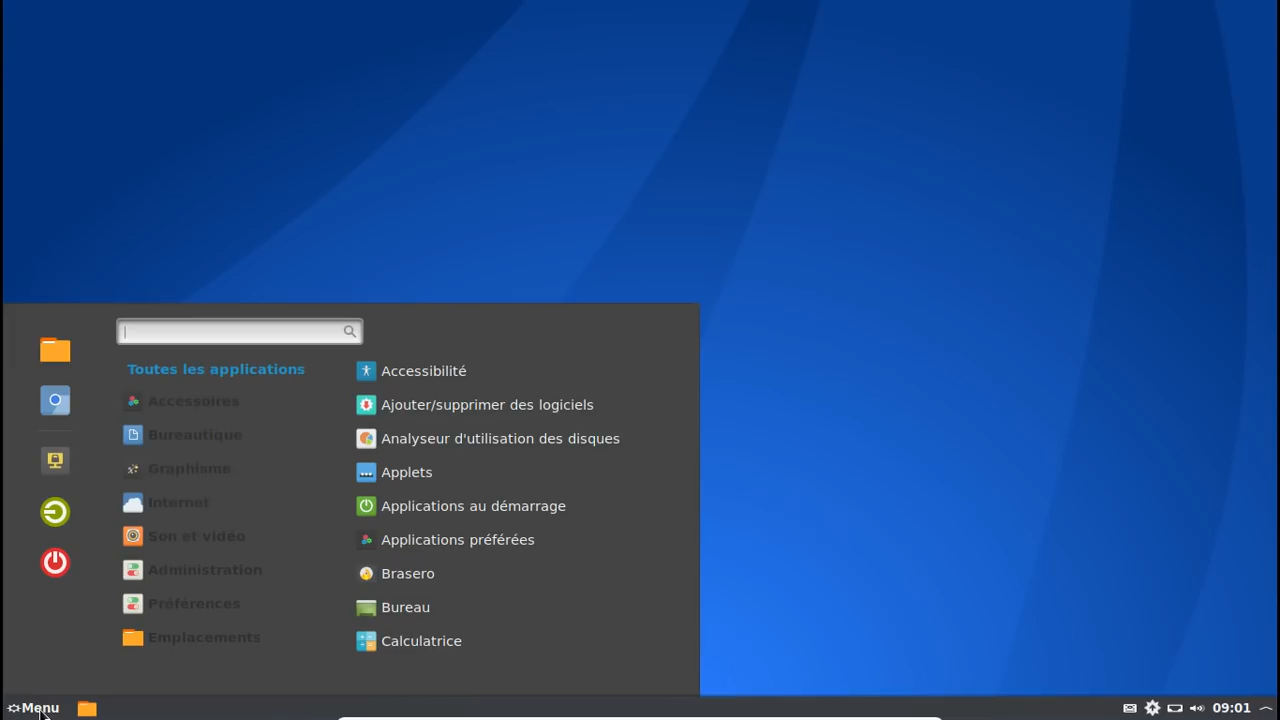 Toutes les applications
Accessoires
Bureautique
Graphisme
Internet
Son et vidéo
Administration
Préférences
Emplacements
Accessibilité
Ajouter/supprimer des logiciels
Analyseur d'utilisation des disques
Applets
Applications au démarrage
Applications préférées
Brasero
Bureau
Calculatrice
Menu
09:01